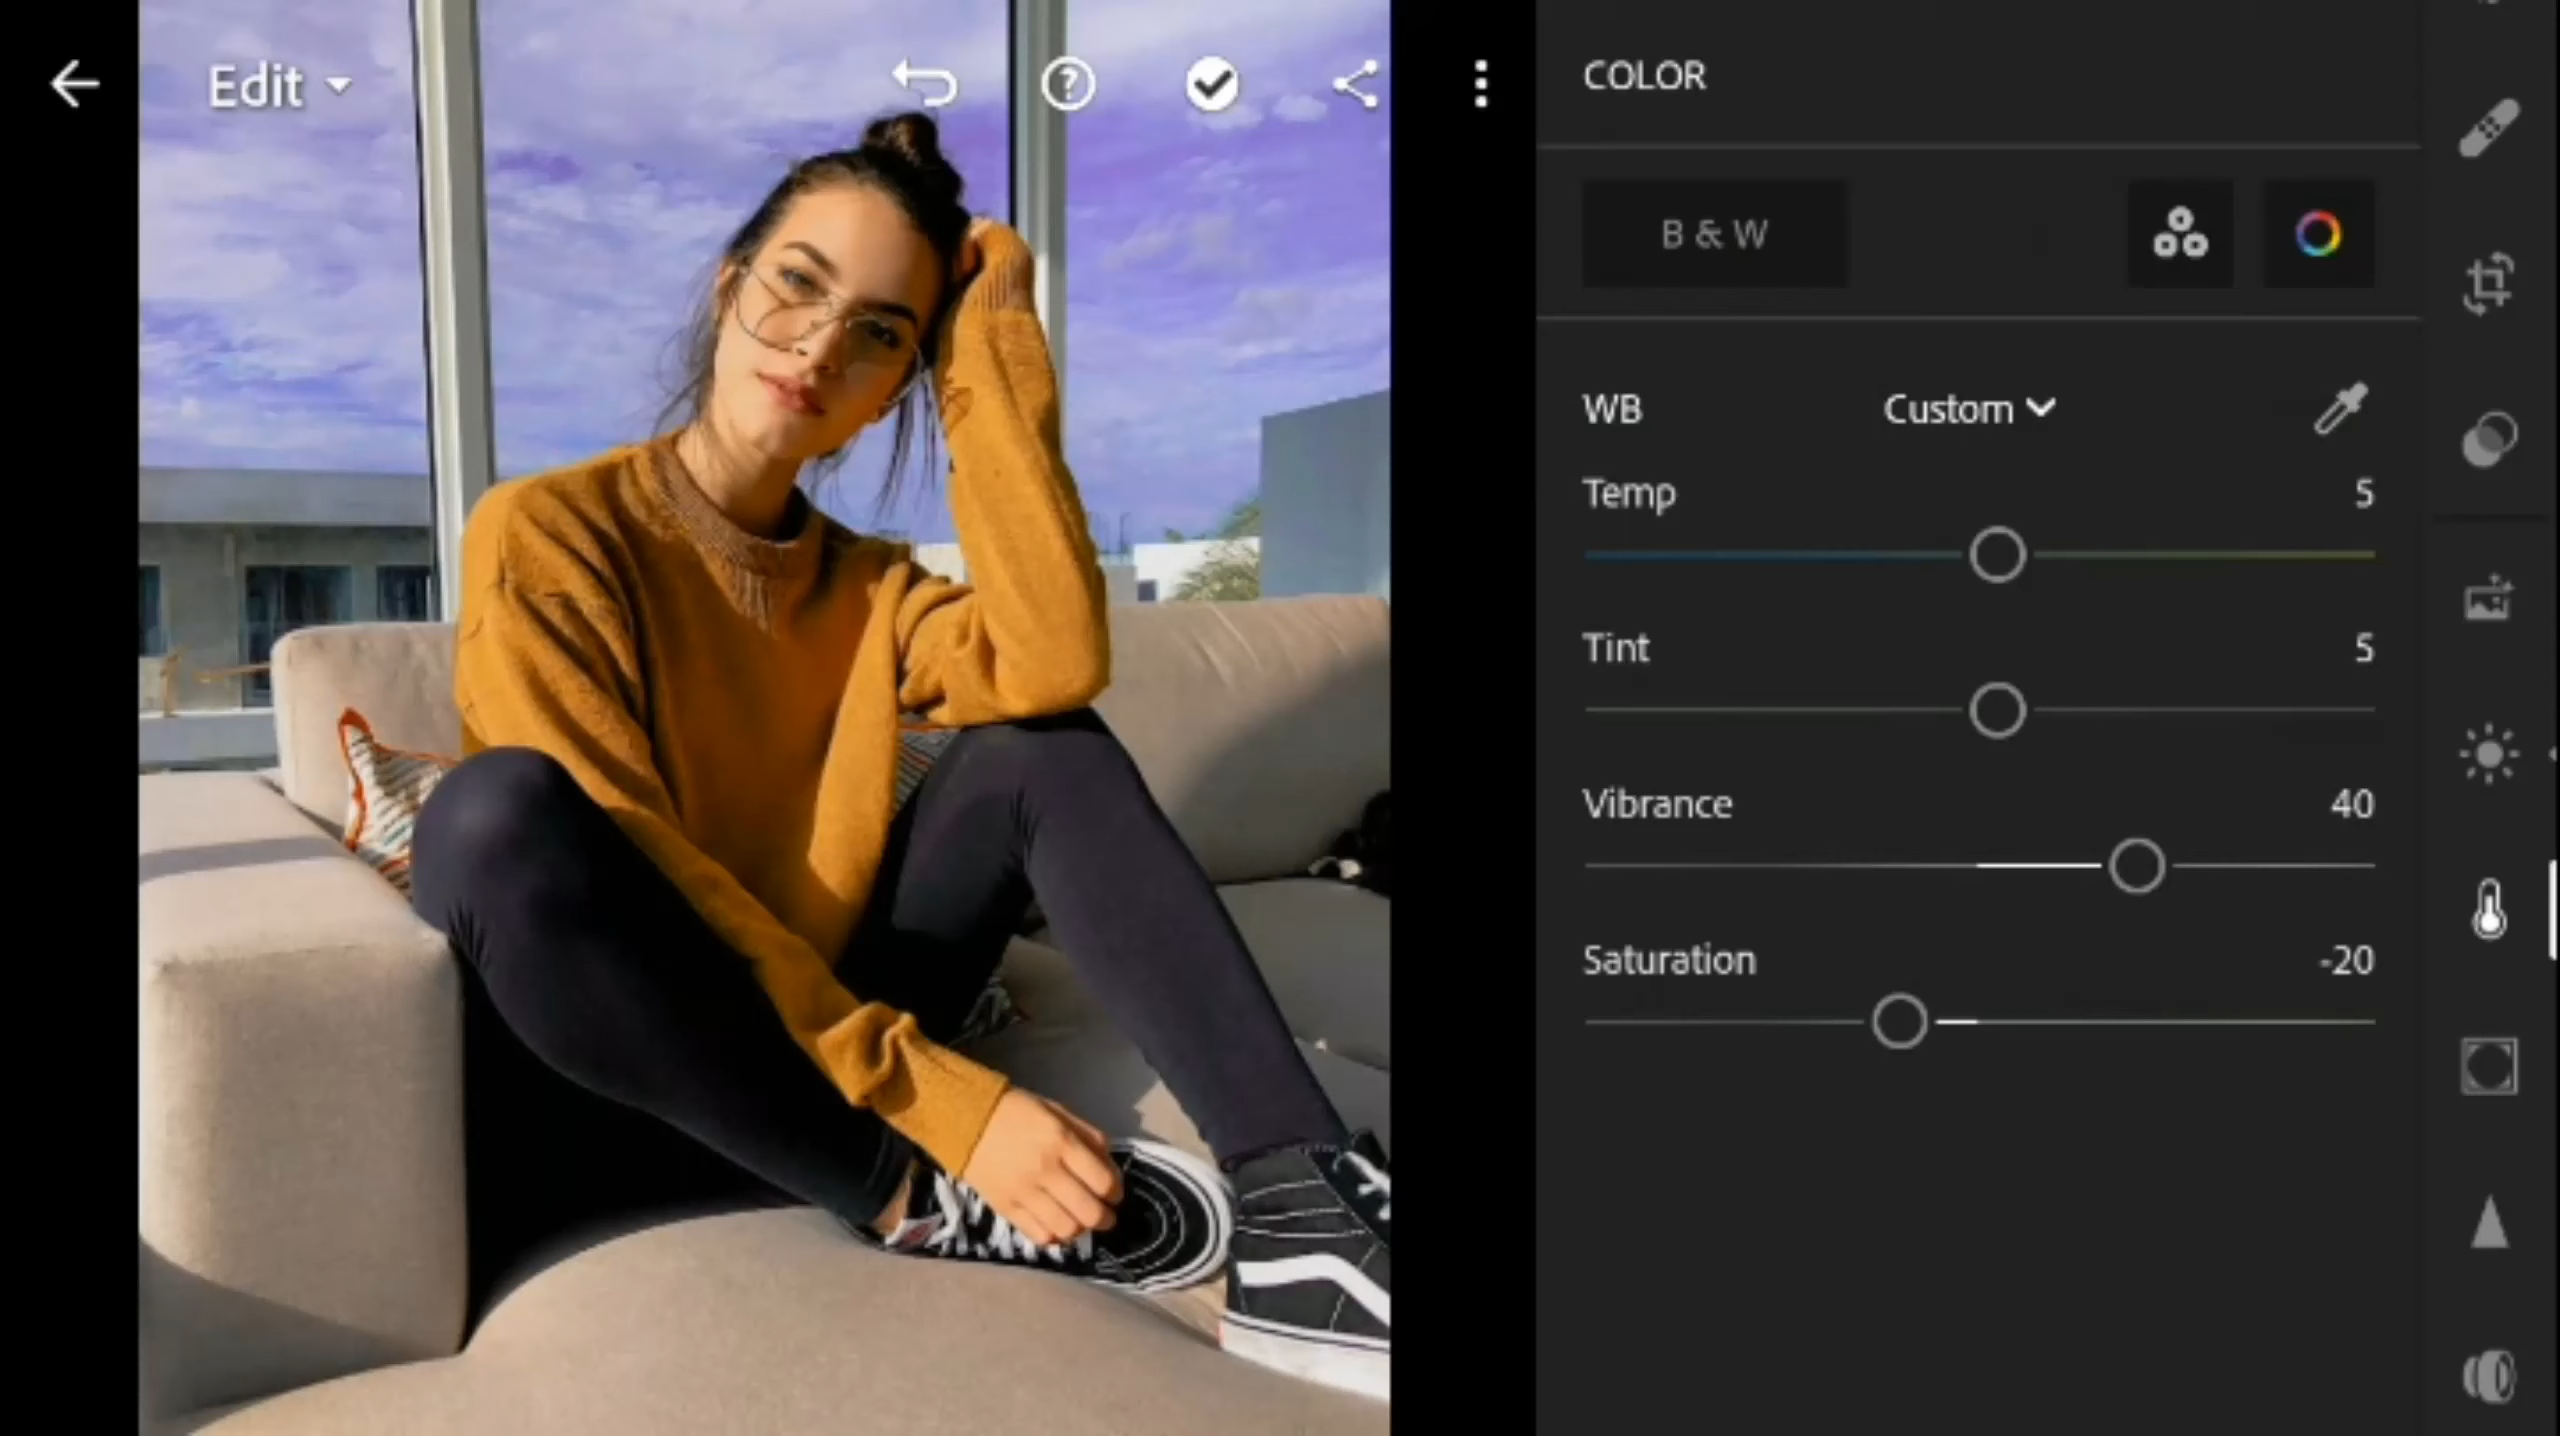 Edit
COLOR
B & W
WB Custom
Temp 5
Tint 5
Vibrance 40
Saturation -20